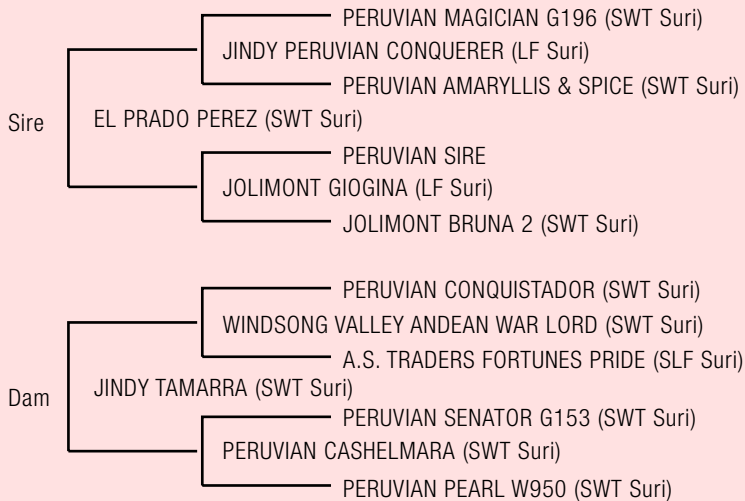 PERUVIAN MAGICIAN G196 (SWT Suri)
JINDY PERUVIAN CONQUERER (LF Suri)
PERUVIAN AMARYLLIS & SPICE (SWT Suri)
Sire
EL PRADO PEREZ (SWT Suri)
PERUVIAN SIRE
JOLIMONT GIOGINA (LF Suri)
JOLIMONT BRUNA 2 (SWT Suri)
PERUVIAN CONQUISTADOR (SWT Suri)
WINDSONG VALLEY ANDEAN WAR LORD (SWT Suri)
A.S. TRADERS FORTUNES PRIDE (SLF Suri)
Dam
JINDY TAMARRA (SWT Suri)
PERUVIAN SENATOR G153 (SWT Suri)
PERUVIAN CASHELMARA (SWT Suri)
PERUVIAN PEARL W950 (SWT Suri)